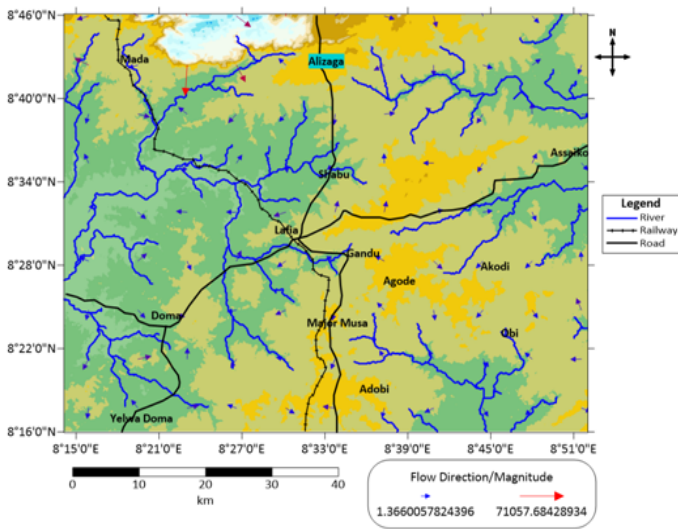 8°46'0"N
N
Mada
Alizaga
8°40'0"N
Assaiko
8°34'0"N
Shabu
Legend
River
Railway
Road
Lafia
Gandu
8°28'0"N
Akodi
Agode
Doma
Major Musa
Obi
8°22'0"N
Adobi
Yelwa Doma
8°16'0"N
8°15'0"E 8°21'0"E 8°27'0"E 8°33'0"E 8°39'0"E 8°45'0"E 8°51'0"E
Flow Direction/Magnitude
0 10 20 30 40
km
1.3660057824396 71057.68428934